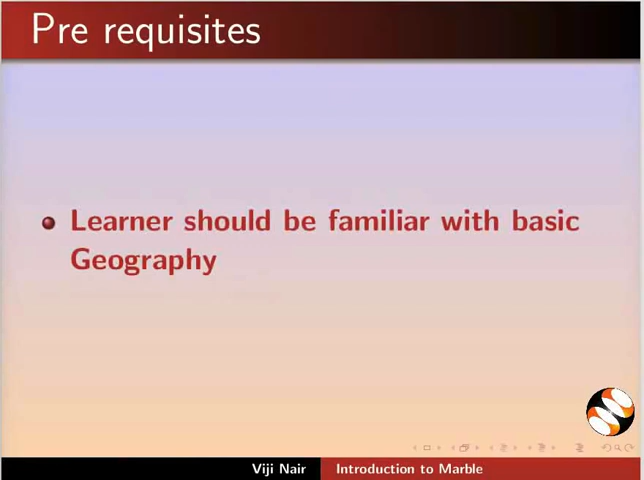 Pre requisites
Learner should be familiar with basic
Geography
Viji Nair
Introduction to Marble